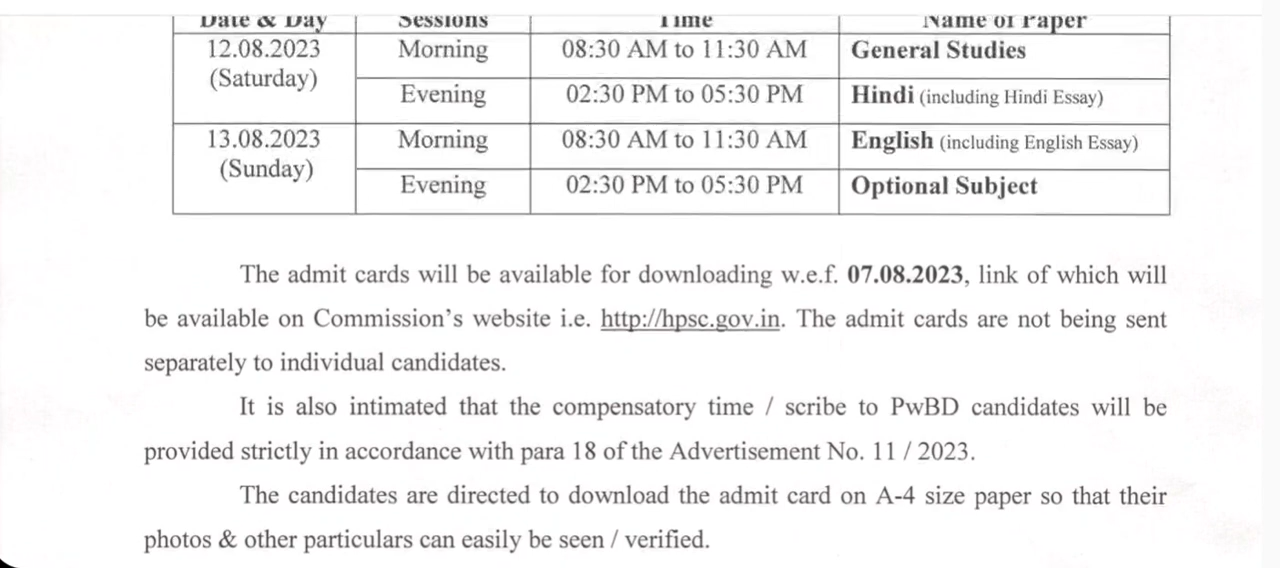 Date & Day Sessions Time Name of Paper
12.08.2023 Morning 08:30 AM to 11:30 AM General Studies
(Saturday)
Evening 02:30 PM to 05:30 PM Hindi (including Hindi Essay)
13.08.2023 Morning 08:30 AM to 11:30 AM English (including English Essay)
(Sunday)
Evening 02:30 PM to 05:30 PM Optional Subject
The admit cards will be available for downloading w.e.f. 07.08.2023, link of which will
be available on Commission's website i.e. http://hpsc.gov.in. The admit cards are not being sent
separately to individual candidates.
It is also intimated that the compensatory time / scribe to PwBD candidates will be
provided strictly in accordance with para 18 of the Advertisement No. 11 / 2023.
The candidates are directed to download the admit card on A-4 size paper so that their
photos & other particulars can easily be seen / verified.